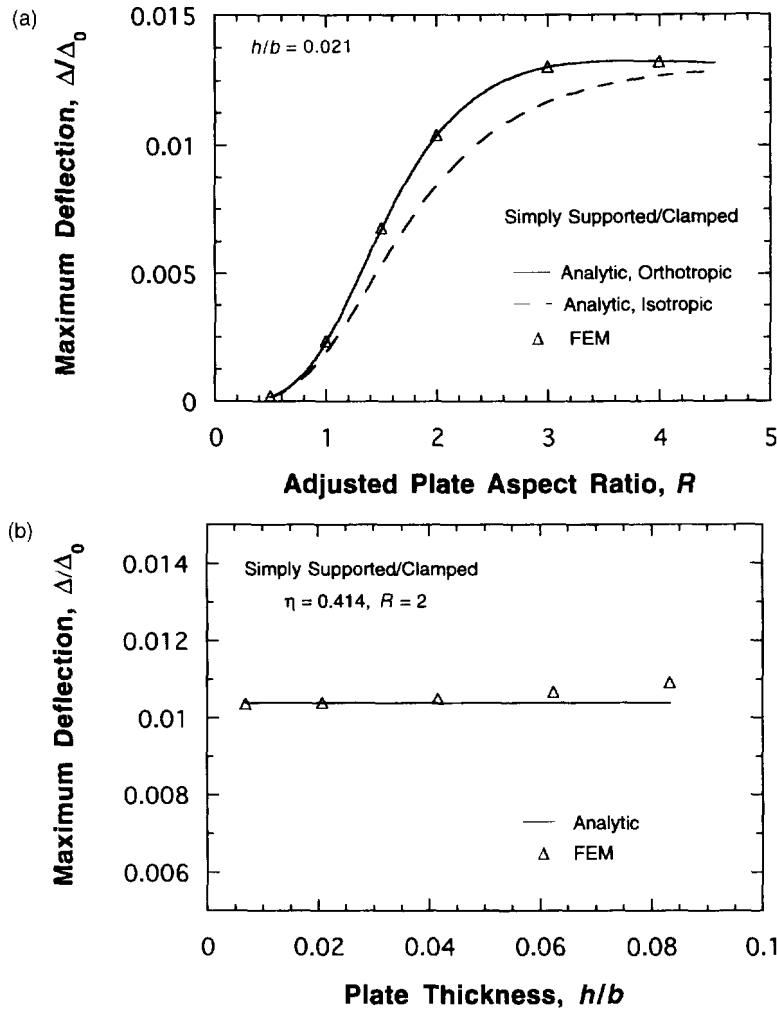 (a)
0.015
h/b = 0.021
0.01
Simply Supported/Clamped
Analytic, Orthotropic
0.005
Analytic, Isotropic
FEM
0
0 1 2 3 4 5
Maximum Deflection, Δ/Δ0
Adjusted Plate Aspect Ratio, R
(b)
0.014
Simply Supported/Clamped
η = 0.414, R = 2
0.012
0.01
0.008
Analytic
FEM
0.006
0 0.02 0.04 0.06 0.08 0.1
Maximum Deflection, Δ/Δ0
Plate Thickness, h/b